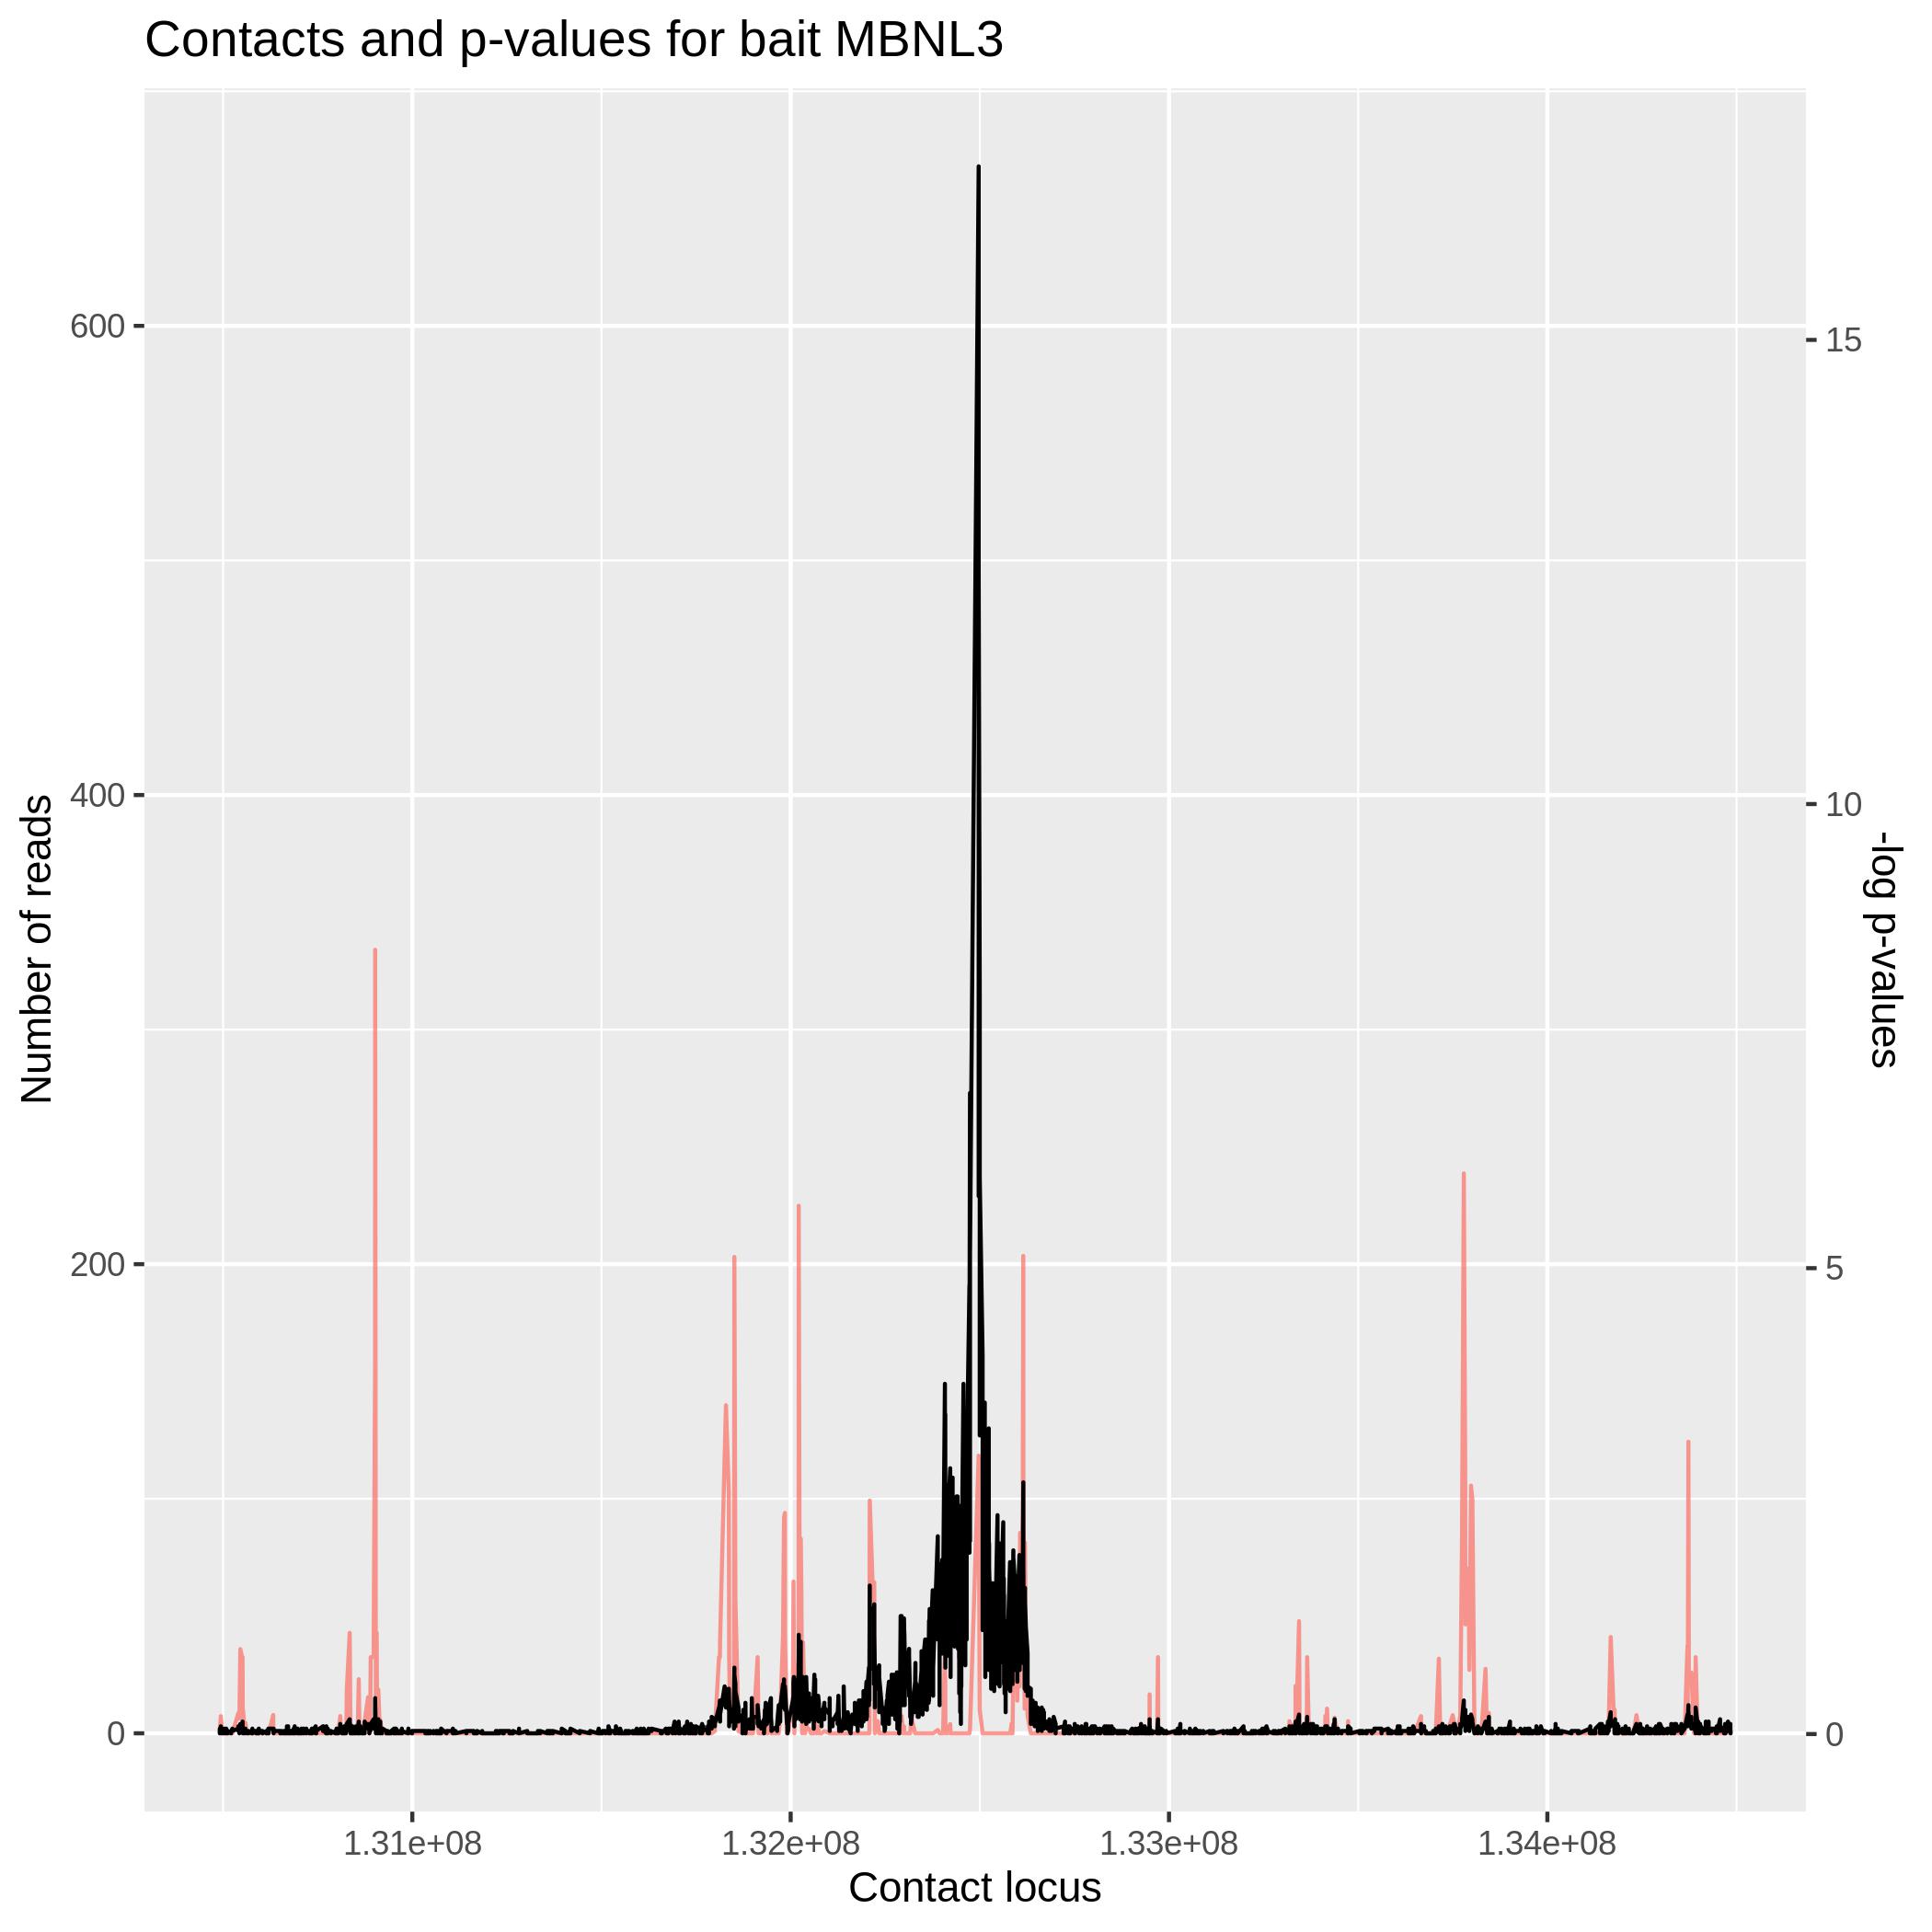 Contacts and p-values for bait MBNL3
600
400
200
0
Number of reads
15
10
5
0
-log p-values
1.31e+08
1.32e+08
1.33e+08
1.34e+08
Contact locus